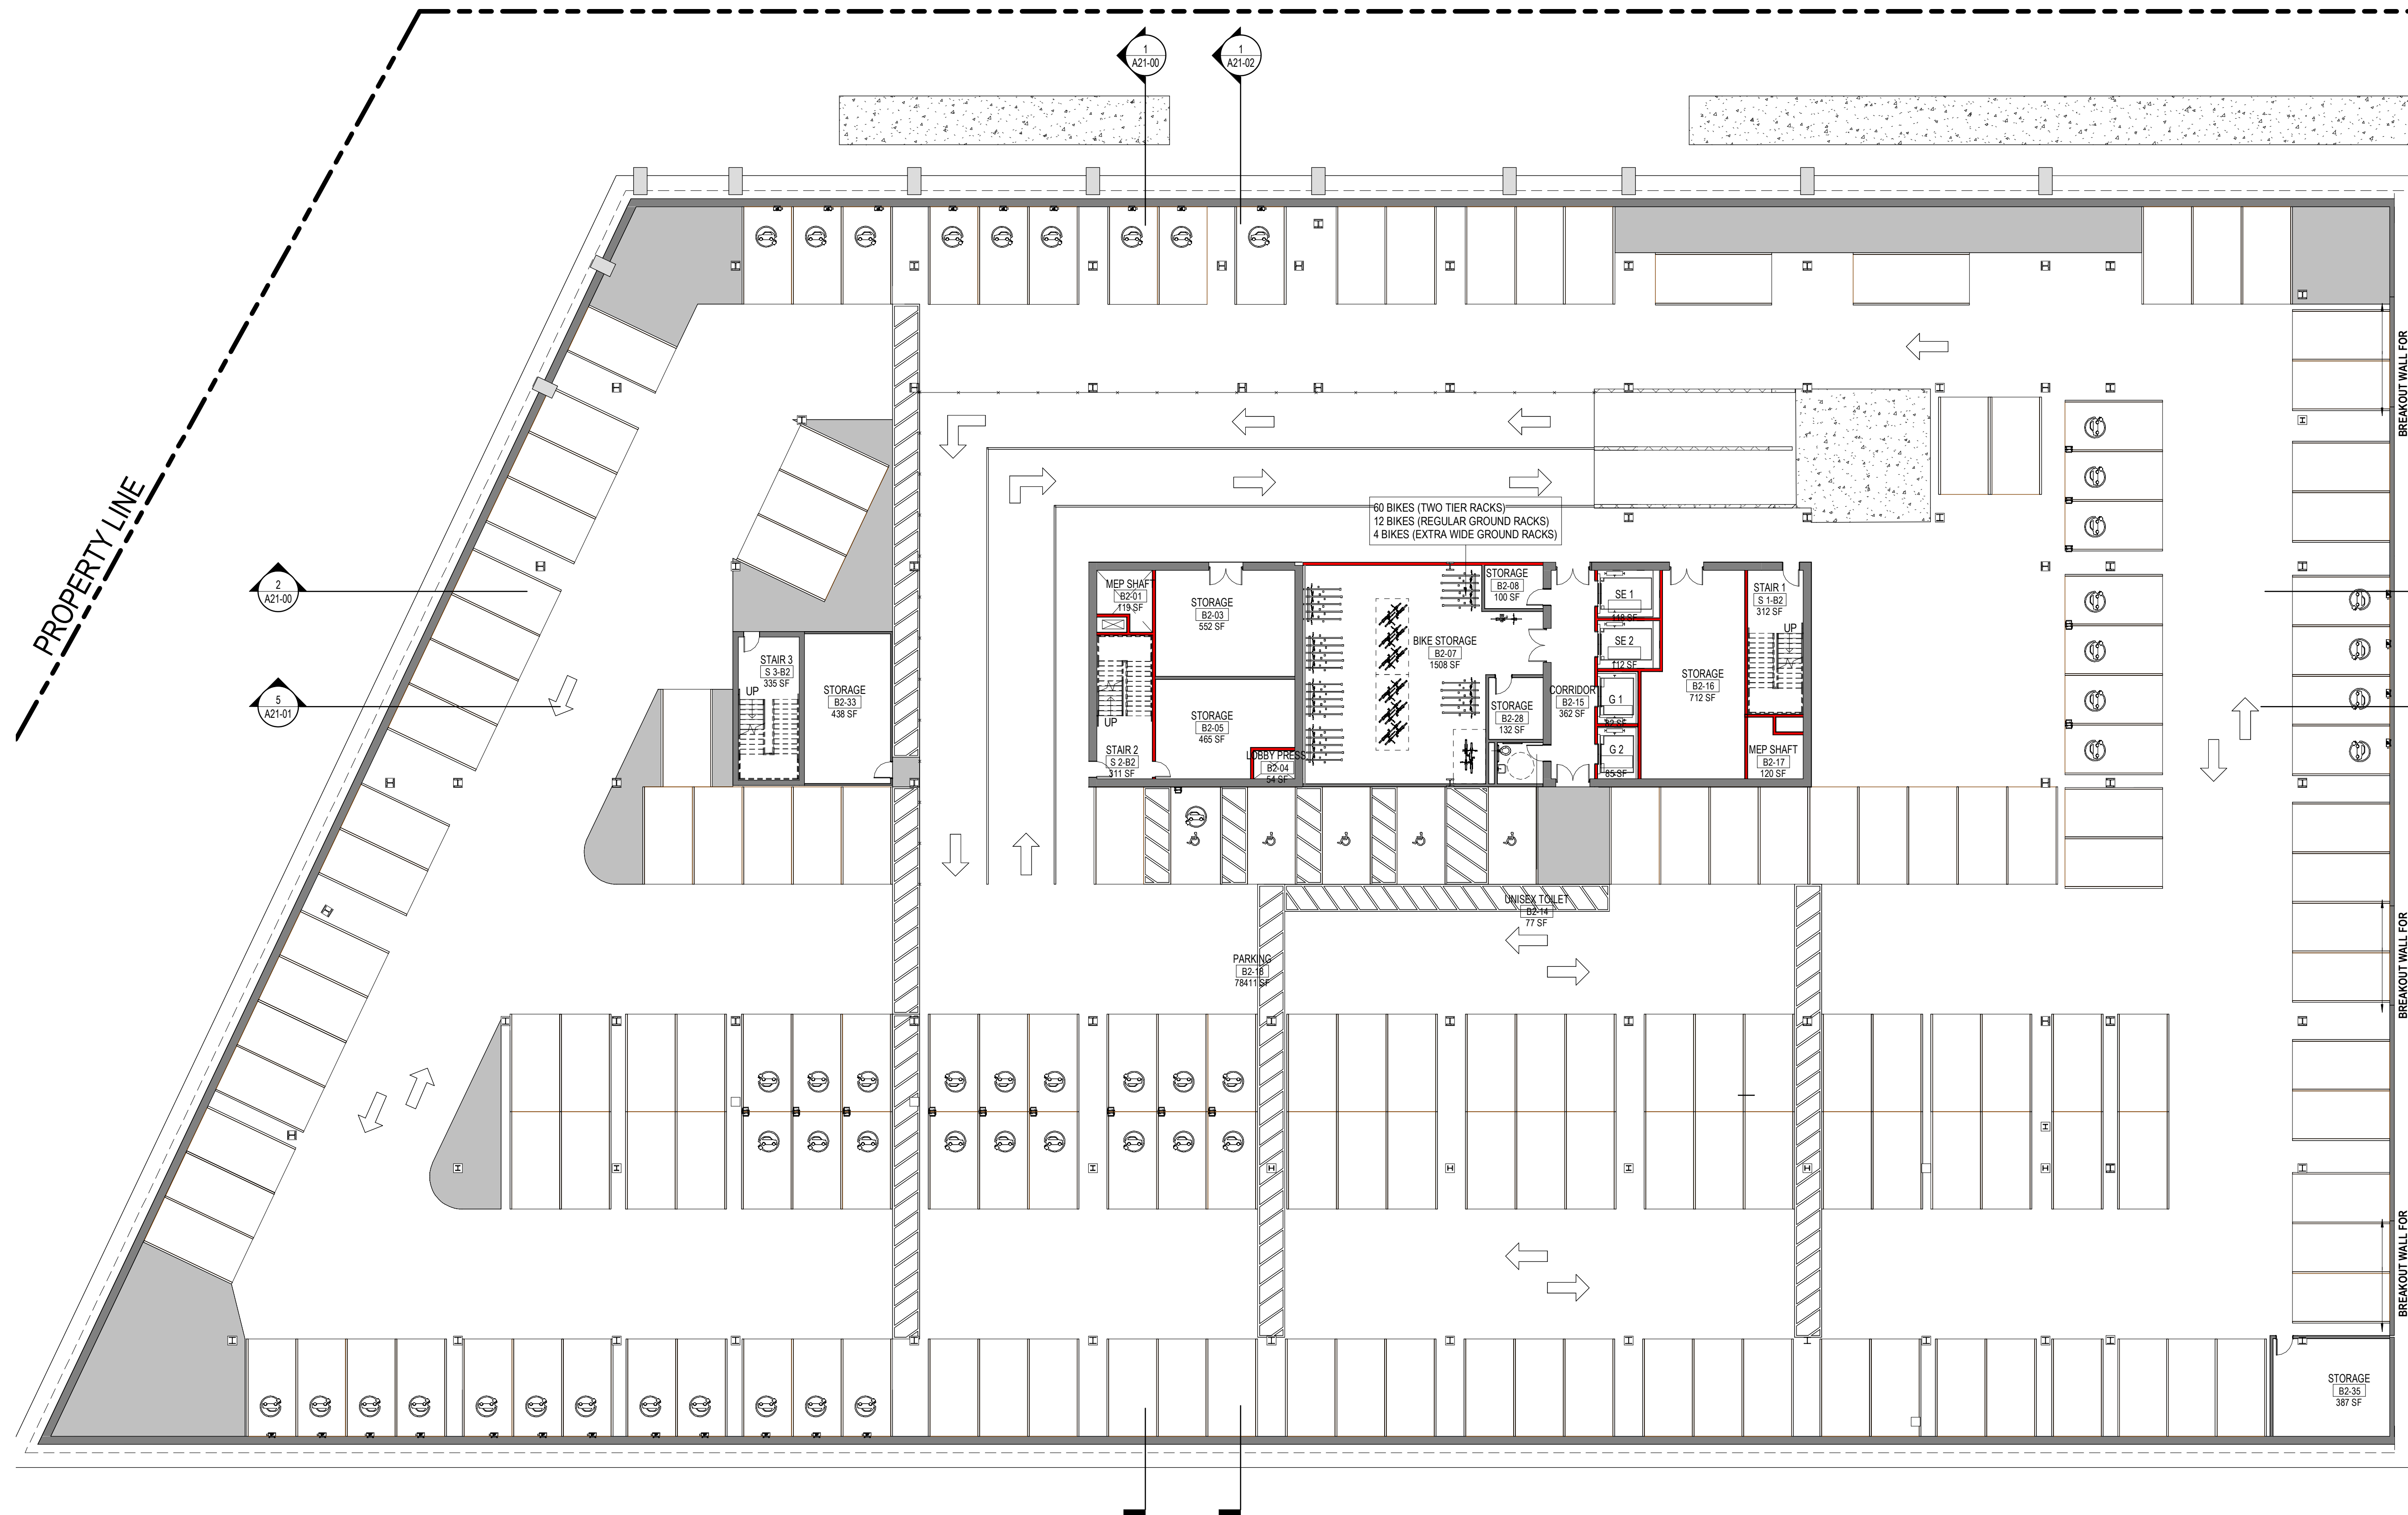 1
A21-00
1
A21-02
PROPERTY LINE
2
A21-00
5
A21-01
60 BIKES (TWO TIER RACKS)
12 BIKES (REGULAR GROUND RACKS)
4 BIKES (EXTRA WIDE GROUND RACKS)
MEP SHAFT
B2-01
119 SF
STORAGE
B2-03
552 SF
STORAGE
B2-08
100 SF
SE 1
STAIR 1
S 1-B2
312 SF
UP
BIKE STORAGE
B2-07
1508 SF
SE 2
112 SF
STAIR 3
S 3-B2
335 SF
UP
STORAGE
B2-33
438 SF
STORAGE
B2-16
712 SF
CORRIDOR
B2-15
362 SF
G 1
STORAGE
B2-28
132 SF
UP
STORAGE
B2-05
465 SF
STAIR 2
S 2-B2
311 SF
LOBBY PRESS.
B2-04
54 SF
G 2
85 SF
MEP SHAFT
B2-17
120 SF
UNISEX TOILET
B2-14
77 SF
PARKING
B2-18
78411 SF
BREAKOUT WALL FOR
BREAKOUT WALL FOR
BREAKOUT WALL FOR
STORAGE
B2-35
387 SF